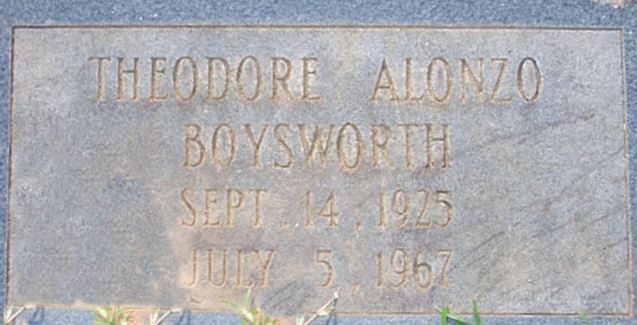 THEODORE ALONZO
BOYSWORTH
SEPT. 14, 1925
JULY 5, 1967